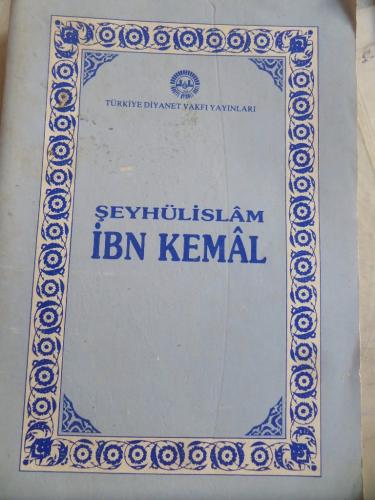 TÜRKİYE DİYANET VAKFI YAYINLARI
ŞEYHÜLİSLÂM
İBN KEMÂL